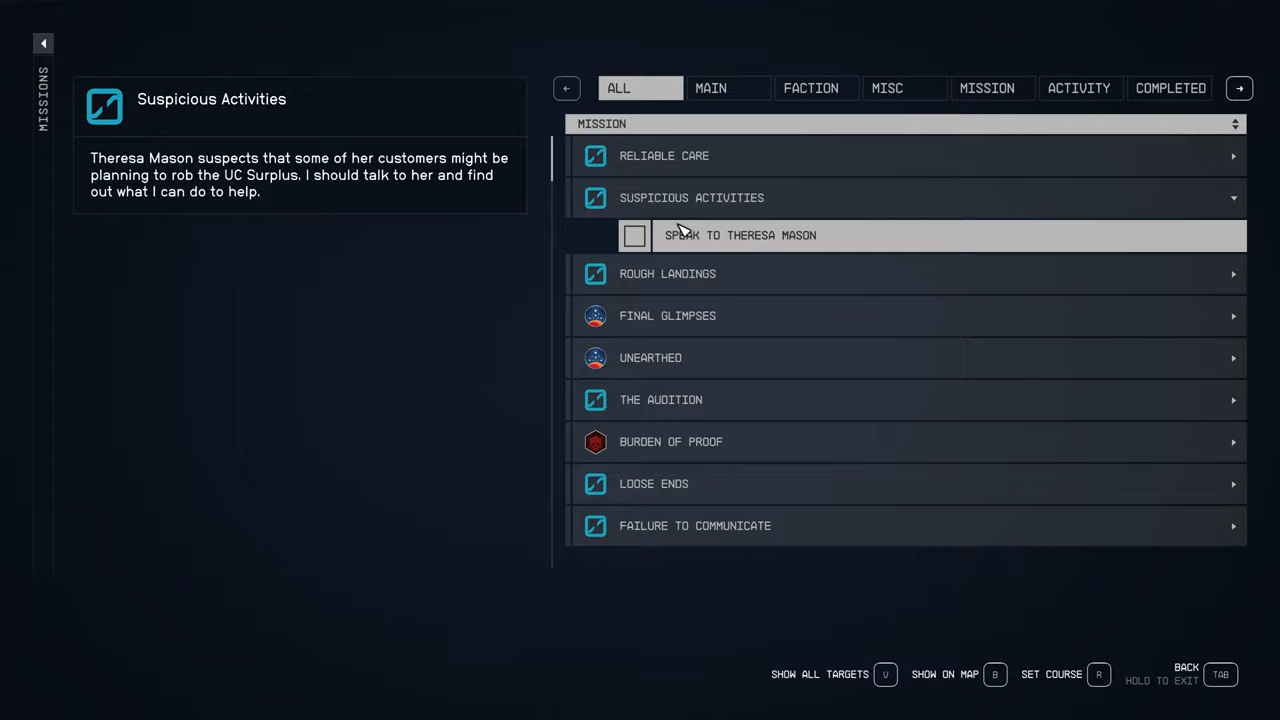 MISSIONS
Suspicious Activities
Theresa Mason suspects that some of her customers might be
planning to rob the UC Surplus. I should talk to her and find
out what I can do to help.
ALL MAIN FACTION MISC MISSION ACTIVITY COMPLETED
MISSION
RELIABLE CARE
SUSPICIOUS ACTIVITIES
SPEAK TO THERESA MASON
ROUGH LANDINGS
FINAL GLIMPSES
UNEARTHED
THE AUDITION
BURDEN OF PROOF
LOOSE ENDS
FAILURE TO COMMUNICATE
SHOW ALL TARGETS V SHOW ON MAP B SET COURSE R BACK TAB
HOLD TO EXIT